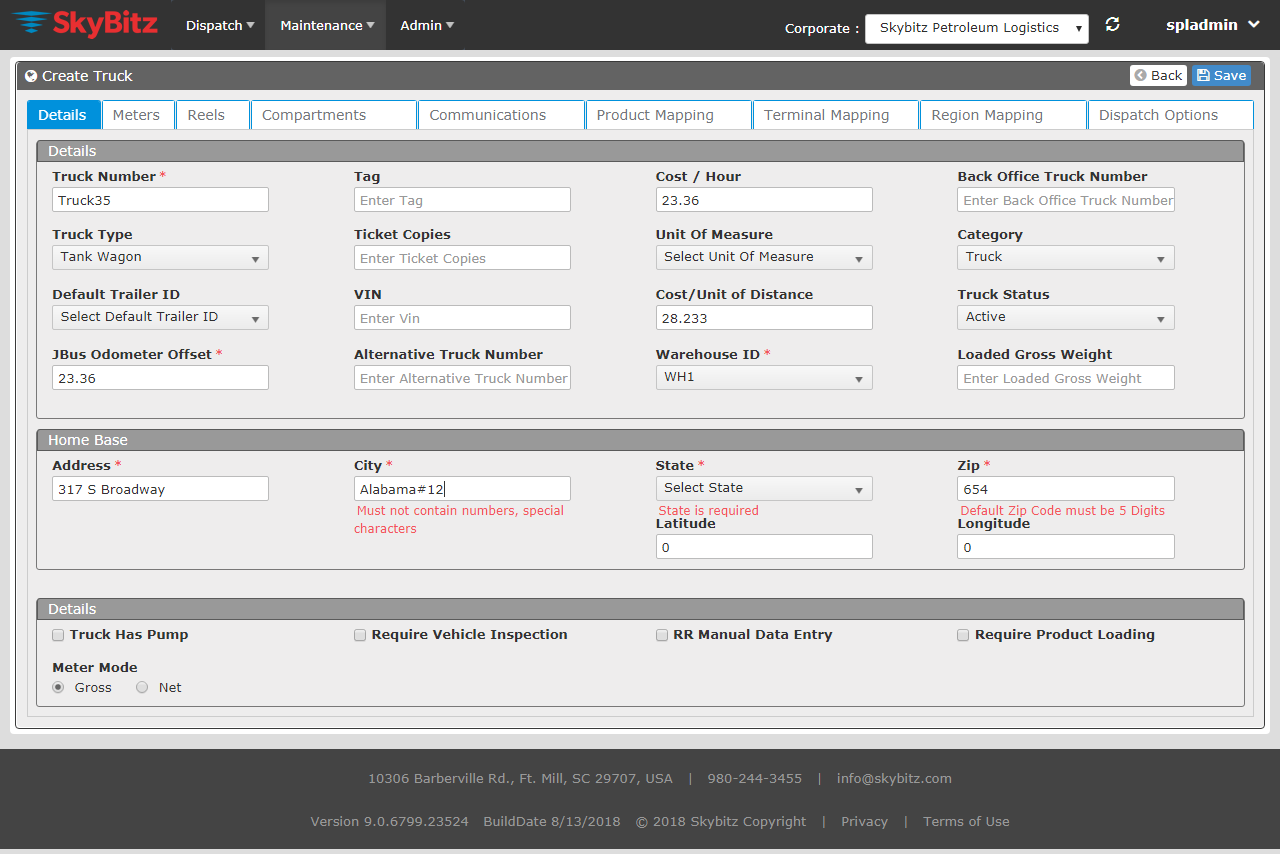 SkyBitz Dispatch Maintenance Admin Corporate : Skybitz Petroleum Logistics spladmin
Create Truck Back Save
Details Meters Reels Compartments Communications Product Mapping Terminal Mapping Region Mapping Dispatch Options
Details
Truck Number * Tag Cost / Hour Back Office Truck Number
Truck35 Enter Tag 23.36 Enter Back Office Truck Number
Truck Type Ticket Copies Unit Of Measure Category
Tank Wagon Enter Ticket Copies Select Unit Of Measure Truck
Default Trailer ID VIN Cost/Unit of Distance Truck Status
Select Default Trailer ID Enter Vin 28.233 Active
JBus Odometer Offset * Alternative Truck Number Warehouse ID * Loaded Gross Weight
23.36 Enter Alternative Truck Number WH1 Enter Loaded Gross Weight
Home Base
Address * City * State * Zip *
317 S Broadway Alabama#12 Select State 654
Must not contain numbers, special State is required Default Zip Code must be 5 Digits
characters Latitude Longitude
0 0
Details
Truck Has Pump Require Vehicle Inspection RR Manual Data Entry Require Product Loading
Meter Mode
Gross Net
10306 Barberville Rd., Ft. Mill, SC 29707, USA | 980-244-3455 | info@skybitz.com
Version 9.0.6799.23524 BuildDate 8/13/2018 © 2018 Skybitz Copyright | Privacy | Terms of Use